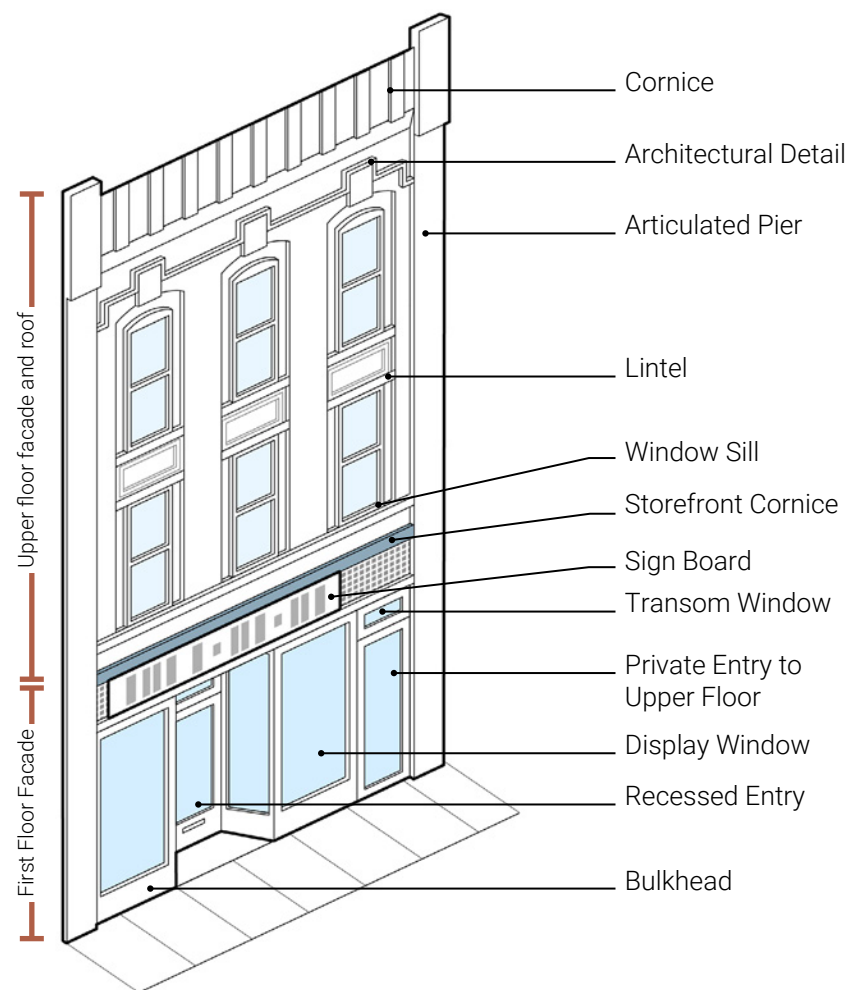 Cornice
Architectural Detail
Articulated Pier
Lintel
Window Sill
Storefront Cornice
Sign Board
Transom Window
Private Entry to
Upper Floor
Display Window
Recessed Entry
Bulkhead
Upper floor facade and roof
First Floor Facade